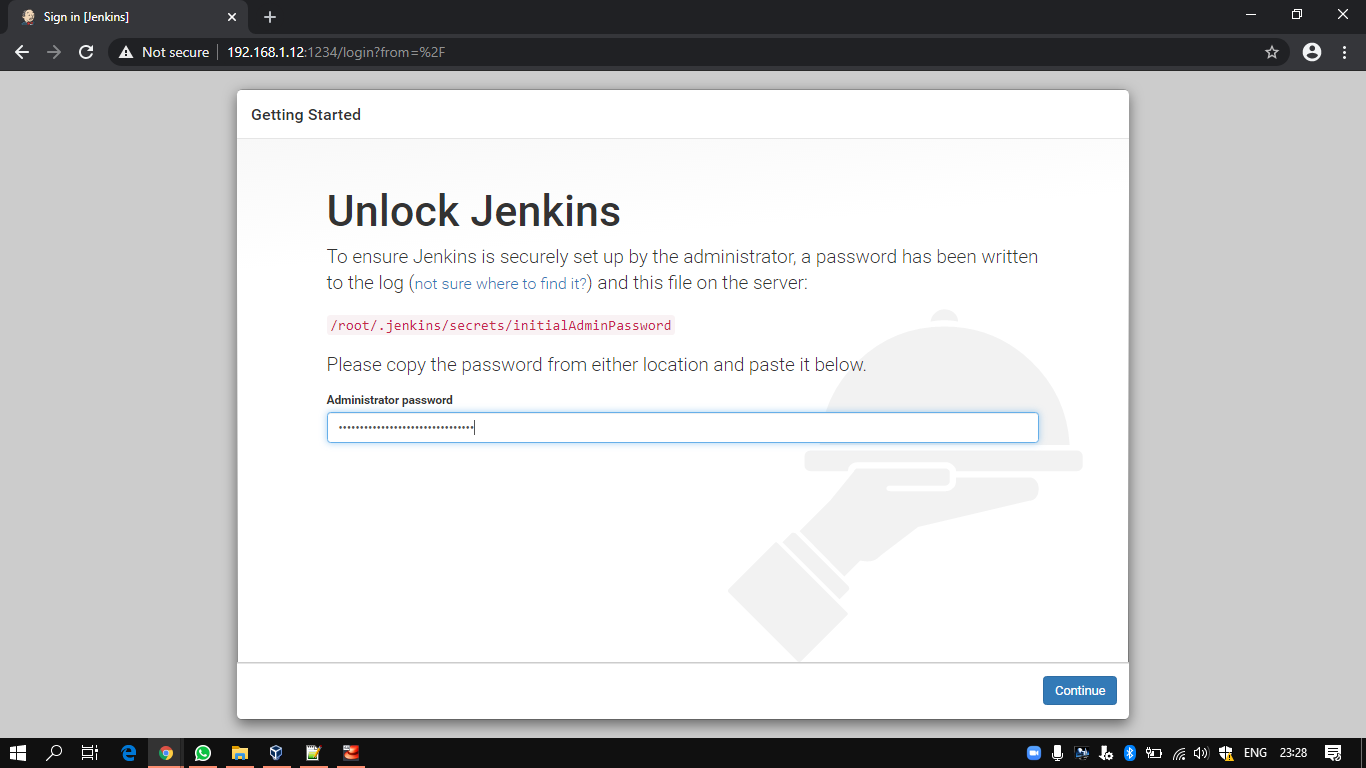 Sign in [Jenkins]
Not secure
192.168.1.12:1234/login?from=%2F
Getting Started
Unlock Jenkins
To ensure Jenkins is securely set up by the administrator, a password has been written
to the log (not sure where to find it?) and this file on the server:
/root/.jenkins/secrets/initialAdminPassword
Please copy the password from either location and paste it below.
Administrator password
Continue
ENG 23:28